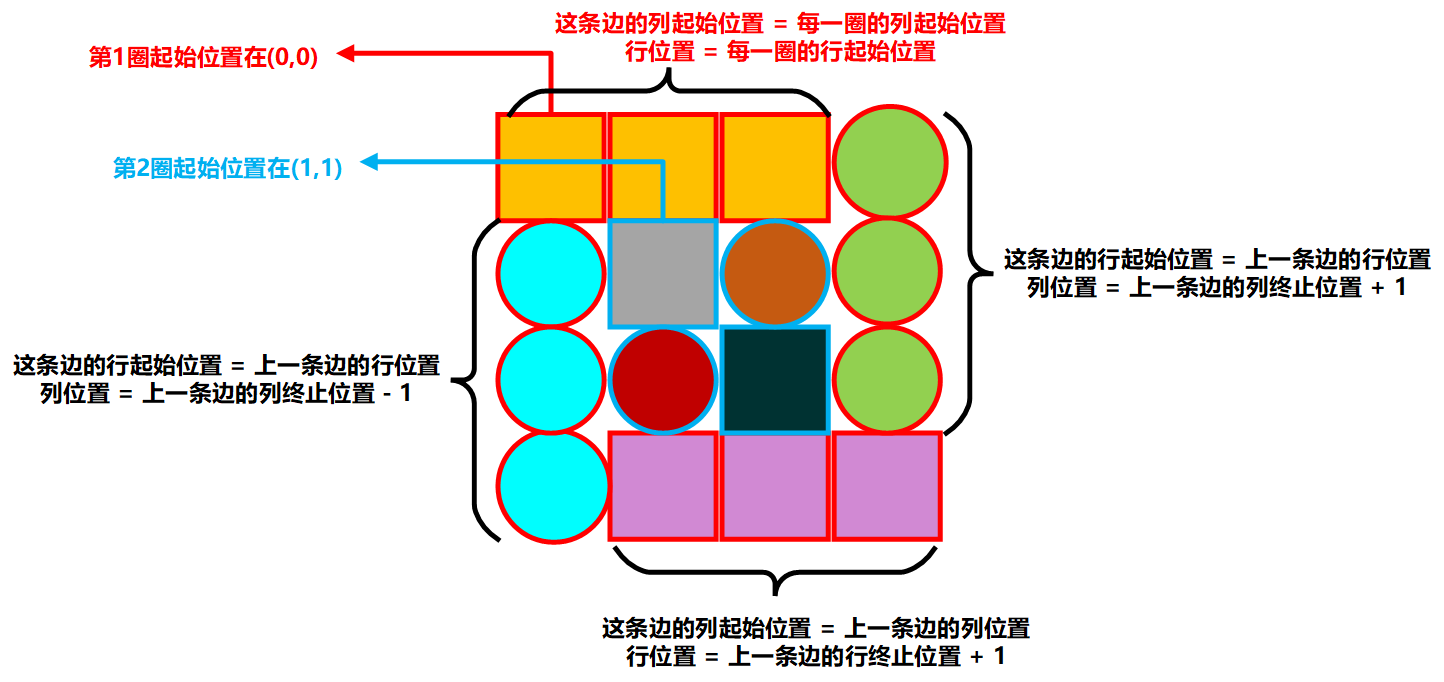 这条边的列起始位置 = 每一圈的列起始位置
行位置 = 每一圈的行起始位置
第1圈起始位置在(0,0)
第2圈起始位置在(1,1)
这条边的行起始位置 = 上一条边的行位置
列位置 = 上一条边的列终止位置 + 1
这条边的行起始位置 = 上一条边的行位置
列位置 = 上一条边的列终止位置 - 1
这条边的列起始位置 = 上一条边的列位置
行位置 = 上一条边的行终止位置 + 1